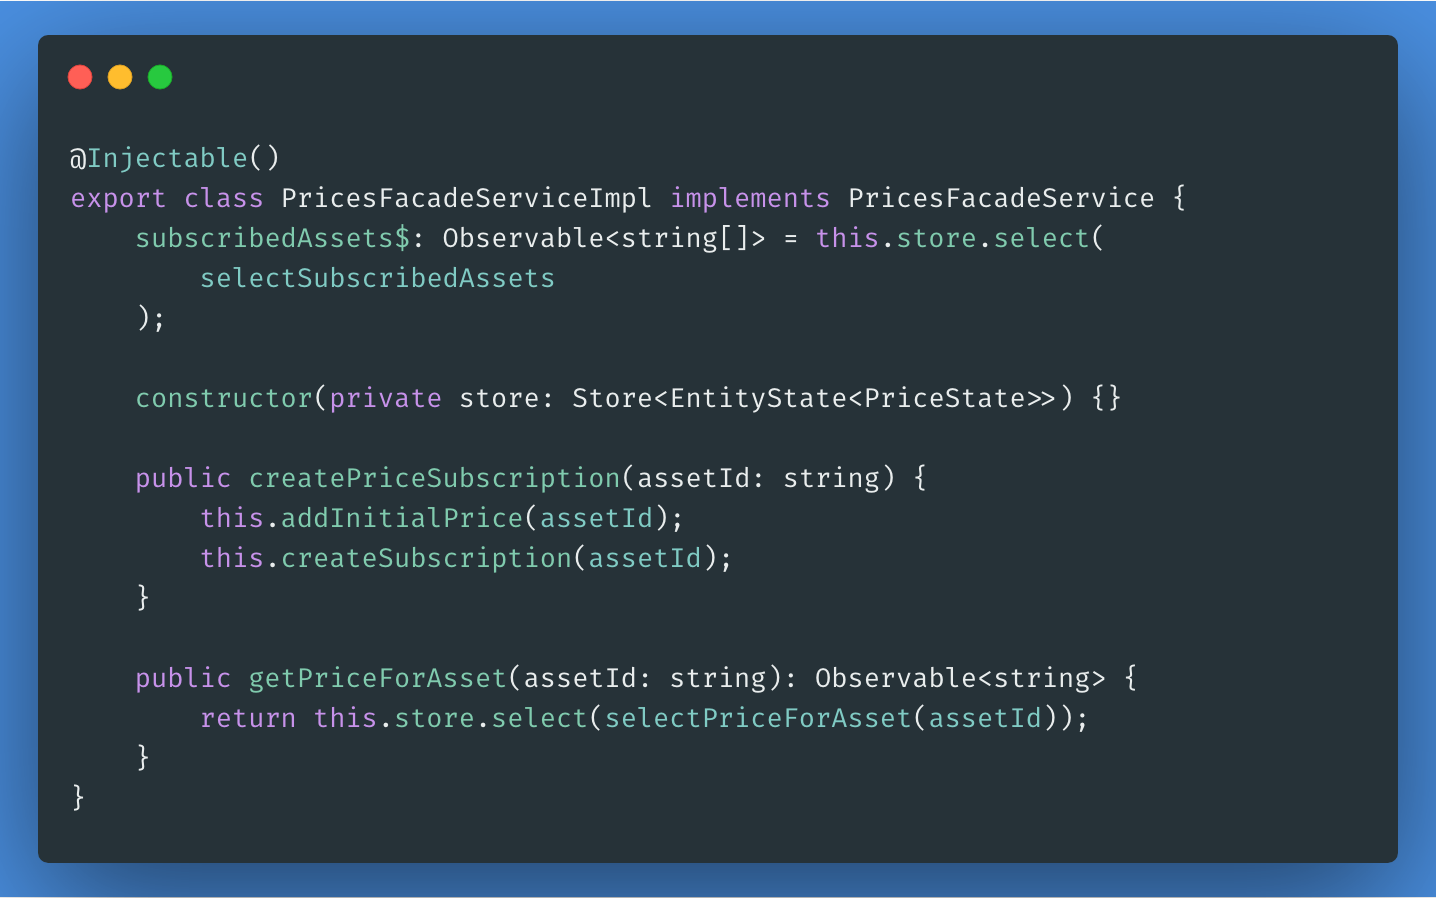 @Injectable()
export class PricesFacadeServiceImpl implements PricesFacadeService {
    subscribedAssets$: Observable<string[]> = this.store.select(
        selectSubscribedAssets
    );

    constructor(private store: Store<EntityState<PriceState>>) {}

    public createPriceSubscription(assetId: string) {
        this.addInitialPrice(assetId);
        this.createSubscription(assetId);
    }

    public getPriceForAsset(assetId: string): Observable<string> {
        return this.store.select(selectPriceForAsset(assetId));
    }
}